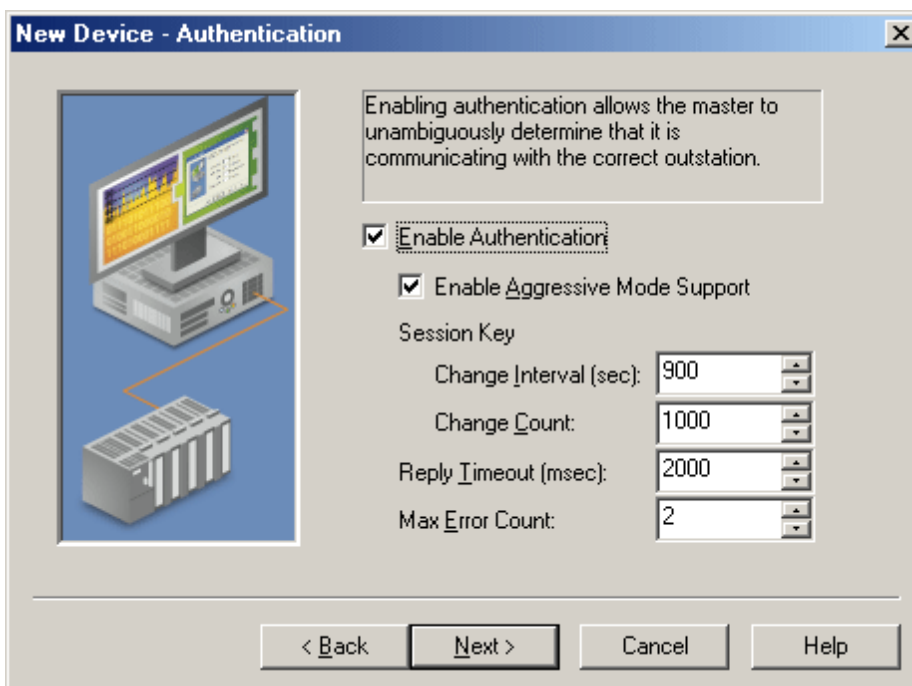 New Device - Authentication
Enabling authentication allows the master to
unambiguously determine that it is
communicating with the correct outstation.
Enable Authentication
Enable Aggressive Mode Support
Session Key
Change Interval (sec): 900
Change Count: 1000
Reply Timeout (msec): 2000
Max Error Count: 2
< Back Next > Cancel Help